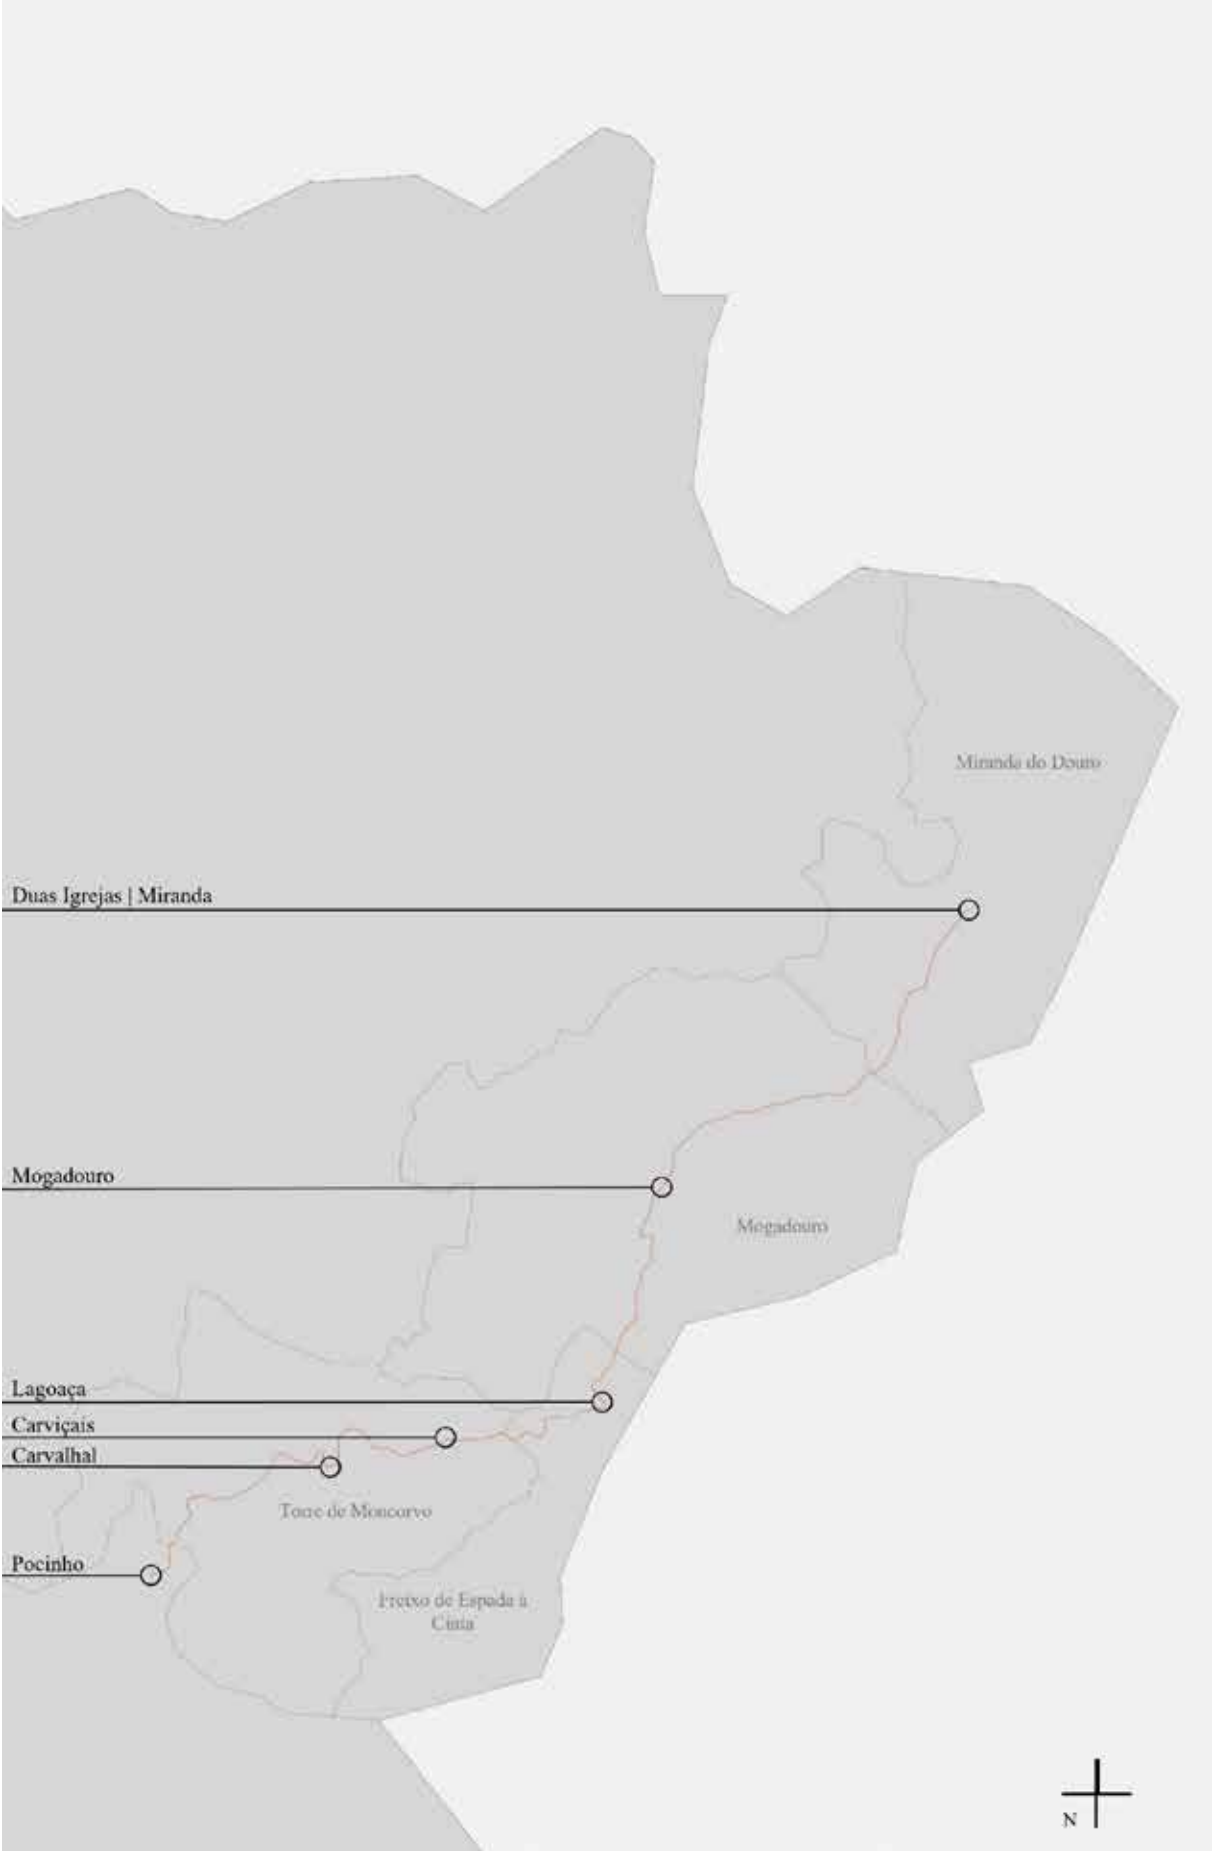 Miranda do Douro
Duas Igrejas | Miranda
Mogadouro
Mogadouro
Lagoaça
Carviçais
Carvalhal
Torre de Moncorvo
Pocinho
Freixo de Espada à
Cinta
N